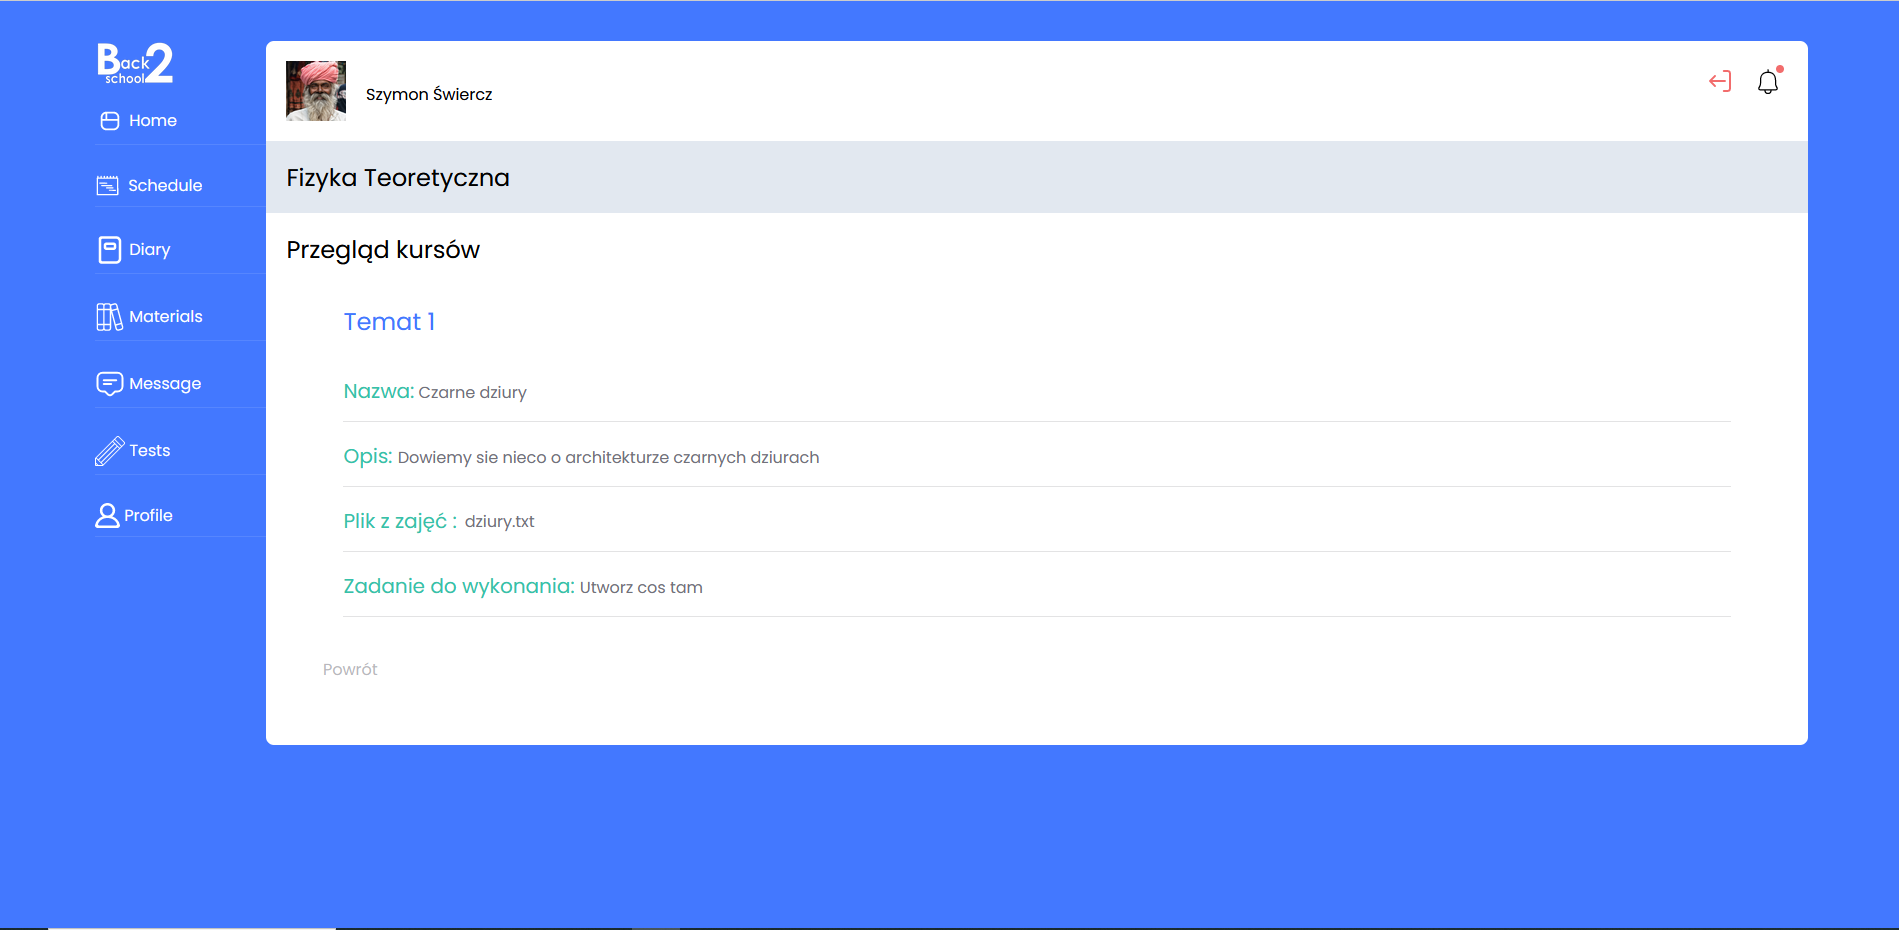 Back 2
school
Home
Schedule
Diary
Materials
Message
Tests
Profile
Szymon Świercz
Fizyka Teoretyczna
Przegląd kursów
Temat 1
Nazwa: Czarne dziury
Opis: Dowiemy sie nieco o architekturze czarnych dziurach
Plik z zajęć : dziury.txt
Zadanie do wykonania: Utworz cos tam
Powrót